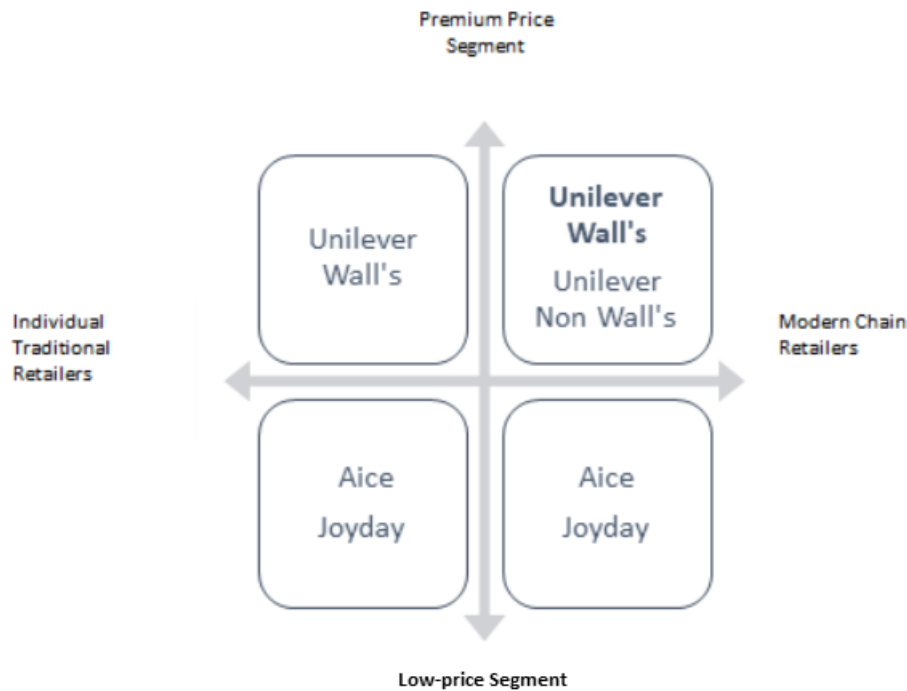 Premium Price
Segment
Unilever
Wall's
Unilever
Wall's
Unilever
Non Wall's
Individual
Traditional
Retailers
Modern Chain
Retailers
Aice
Joyday
Aice
Joyday
Low-price Segment